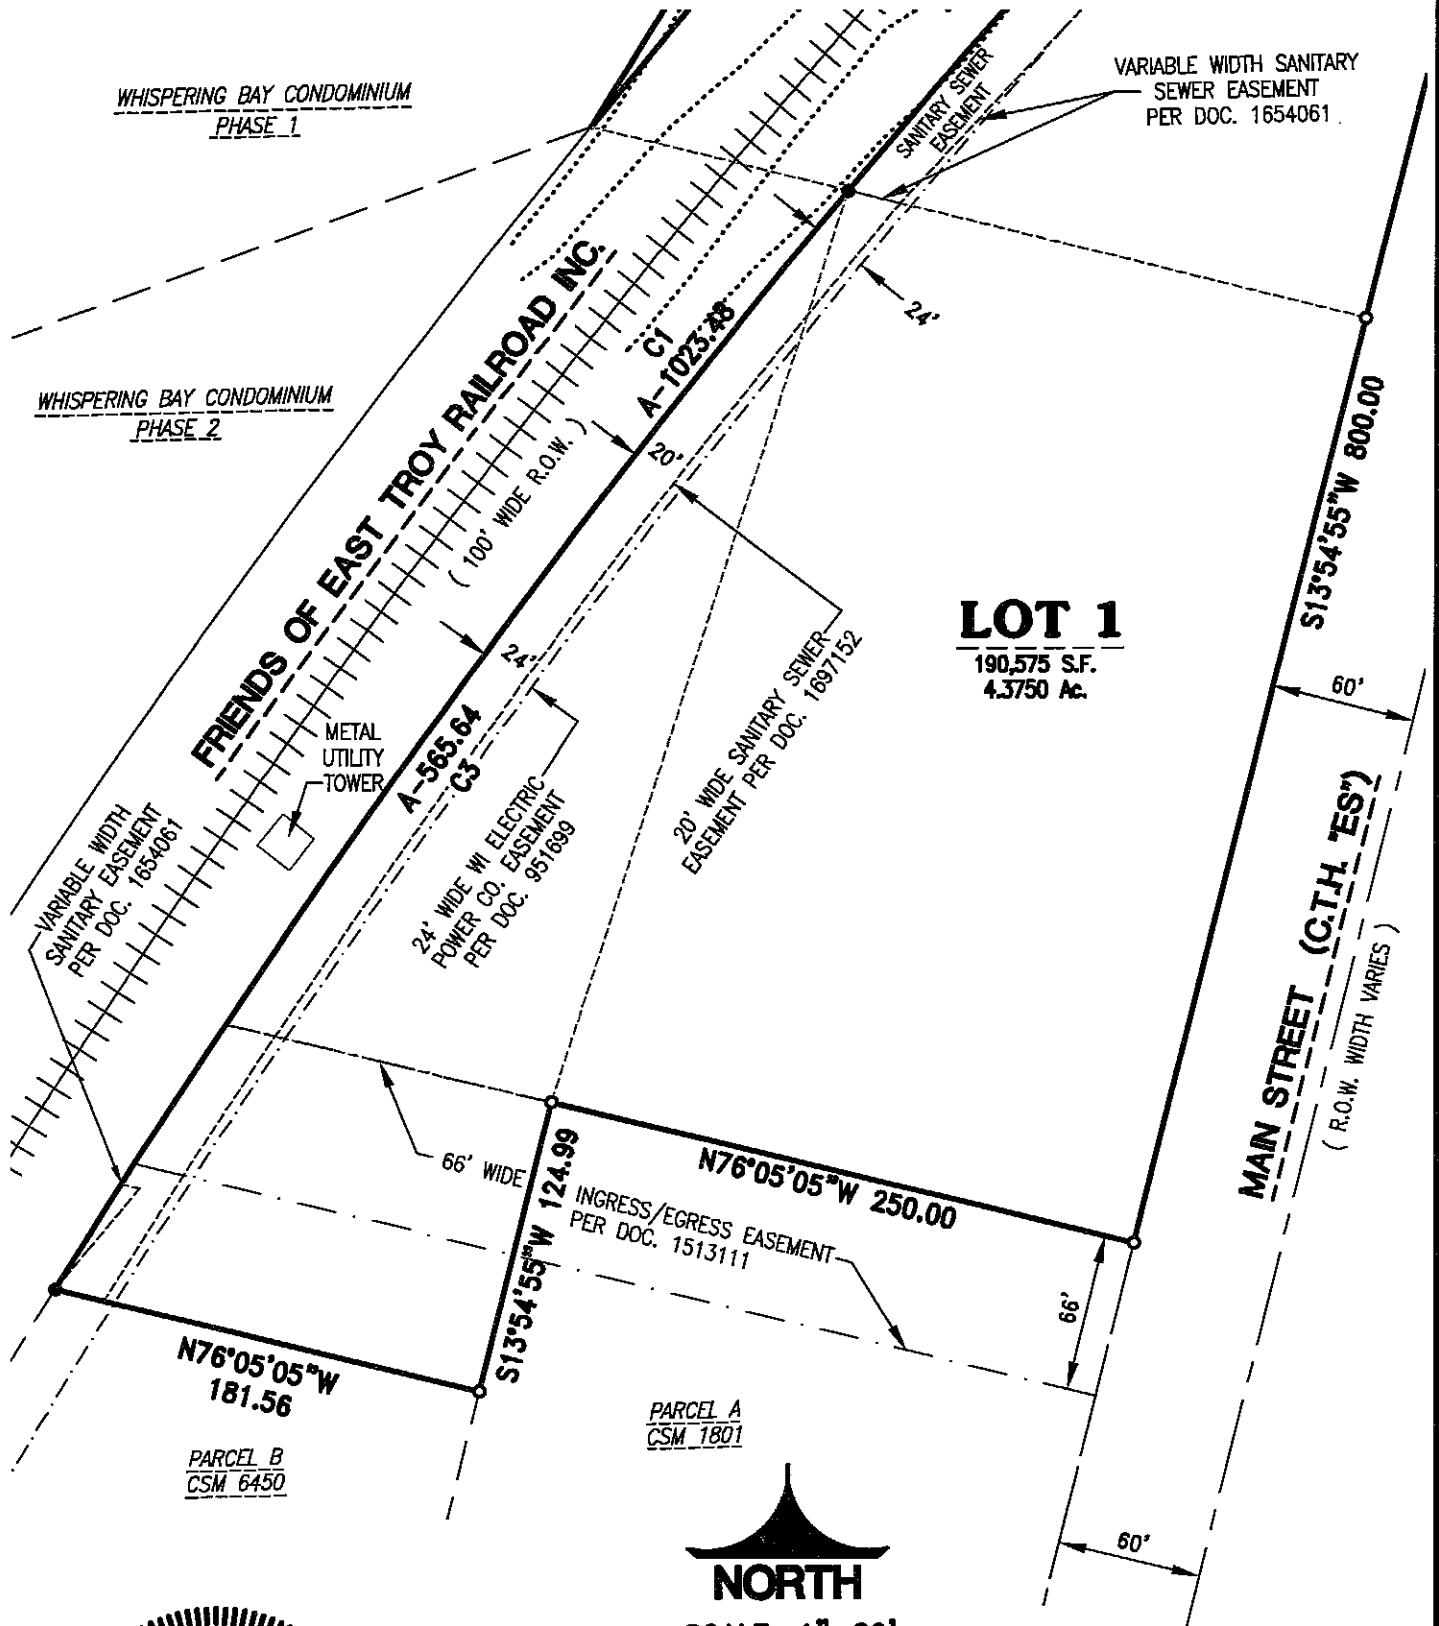 WHISPERING BAY CONDOMINIUM
PHASE 1
VARIABLE WIDTH SANITARY
SEWER EASEMENT
PER DOC. 1654061
SANITARY SEWER
EASEMENT
24'
WHISPERING BAY CONDOMINIUM
PHASE 2
FRIENDS OF EAST TROY RAILROAD INC.
( 100' WIDE R.O.W. )
C1
A-1023.48
20'
S13°54'55"W 800.00
LOT 1
190,575 S.F.
4.3750 Ac.
60'
24'
METAL
UTILITY
TOWER
A-565.64
C3
20' WIDE SANITARY SEWER
EASEMENT PER DOC. 1697152
24' WIDE WI ELECTRIC
POWER CO. EASEMENT
PER DOC. 951699
VARIABLE WIDTH
SANITARY EASEMENT
PER DOC. 1654061
MAIN STREET (C.T.H. "ES")
( R.O.W. WIDTH VARIES )
66' WIDE
INGRESS/EGRESS EASEMENT
PER DOC. 1513111
S13°54'55"W 124.99
N76°05'05"W 250.00
66'
N76°05'05"W
181.56
PARCEL A
CSM 1801
PARCEL B
CSM 6450
60'
NORTH